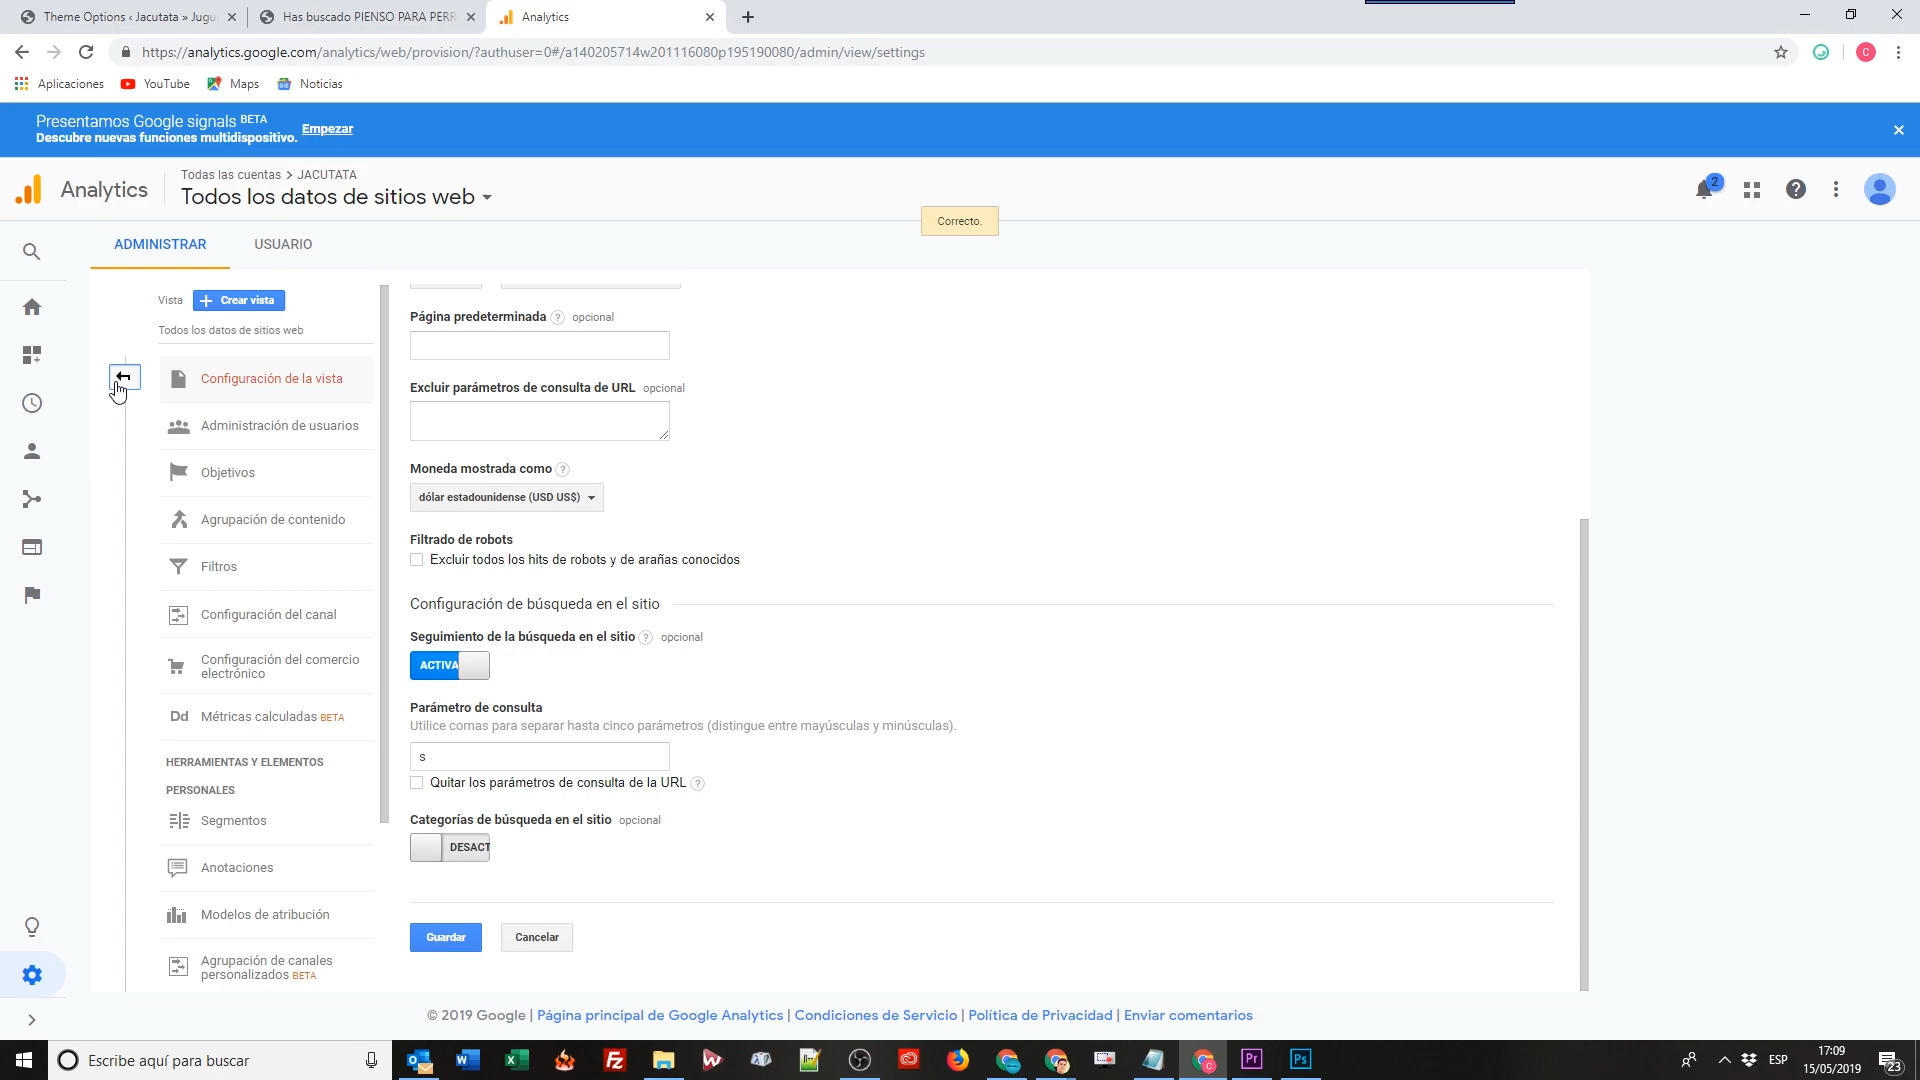 Theme Options ‹ Jacutata » Jugu
Has buscado PIENSO PARA PERR
Analytics
https://analytics.google.com/analytics/web/provision/?authuser=0#/a140205714w201116080p195190080/admin/view/settings
C
Aplicaciones
YouTube
Maps
Noticias
Presentamos Google signals BETA
Descubre nuevas funciones multidispositivo.
Empezar
Analytics
Todas las cuentas > JACUTATA
Todos los datos de sitios web
2
Correcto.
ADMINISTRAR
USUARIO
Vista
Crear vista
Todos los datos de sitios web
Configuración de la vista
Administración de usuarios
Objetivos
Agrupación de contenido
Filtros
Configuración del canal
Configuración del comercio
electrónico
Dd Métricas calculadas BETA
HERRAMIENTAS Y ELEMENTOS
PERSONALES
Segmentos
Anotaciones
Modelos de atribución
Agrupación de canales
personalizados BETA
Página predeterminada ? opcional
Excluir parámetros de consulta de URL opcional
Moneda mostrada como ?
dólar estadounidense (USD US$)
Filtrado de robots
Excluir todos los hits de robots y de arañas conocidos
Configuración de búsqueda en el sitio
Seguimiento de la búsqueda en el sitio ? opcional
ACTIVA
Parámetro de consulta
Utilice comas para separar hasta cinco parámetros (distingue entre mayúsculas y minúsculas).
s
Quitar los parámetros de consulta de la URL ?
Categorías de búsqueda en el sitio opcional
DESACT
Guardar
Cancelar
© 2019 Google | Página principal de Google Analytics | Condiciones de Servicio | Política de Privacidad | Enviar comentarios
Escribe aquí para buscar
Pr
Ps
ESP
17:09
15/05/2019
23